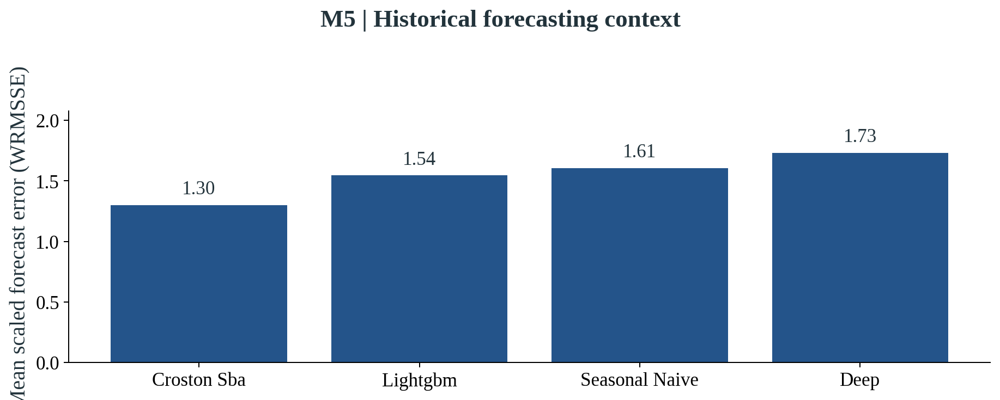 M5 | Historical forecasting context
Mean scaled forecast error (WRMSSE)
2.0
1.5
1.0
0.5
0.0
1.30
1.54
1.61
1.73
Croston Sba
Lightgbm
Seasonal Naive
Deep